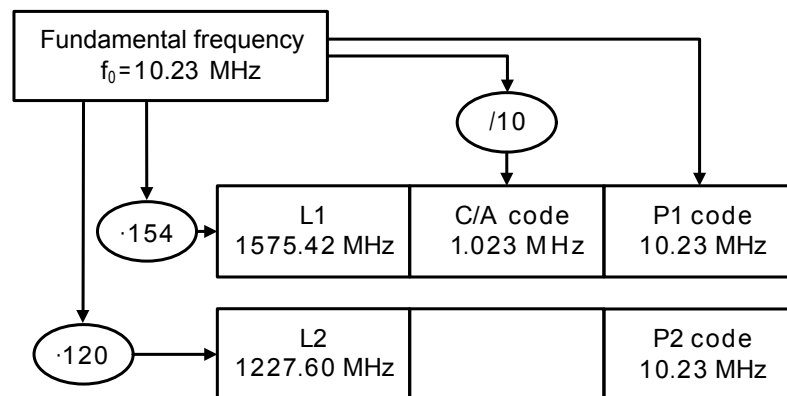 Fundamental frequency
f₀=10.23 MHz
/10
·154
L1
1575.42 MHz
C/A code
1.023 MHz
P1 code
10.23 MHz
·120
L2
1227.60 MHz
P2 code
10.23 MHz